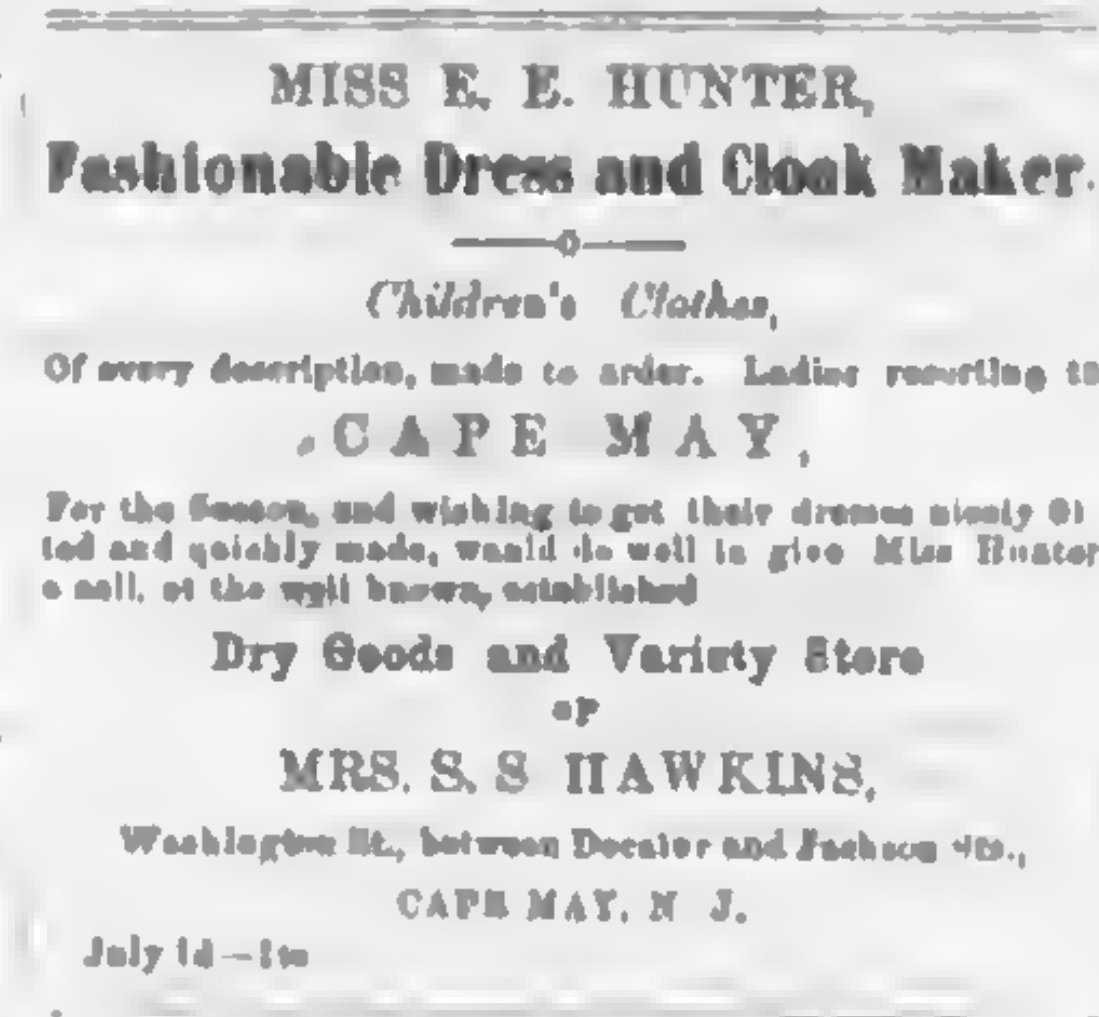 MISS E. E. HUNTER,
Fashionable Dress and Cloak Maker.
Children's Clothes,
Of every description, made to order. Ladies resorting to
CAPE MAY,
For the Season, and wishing to get their dresses nicely fit
ted and quickly made, would do well to give Miss Hunter
a call, at the well known, established
Dry Goods and Variety Store
OF
MRS. S. S HAWKINS,
Washington St., between Decatur and Jackson sts.,
CAPE MAY, N J.
July